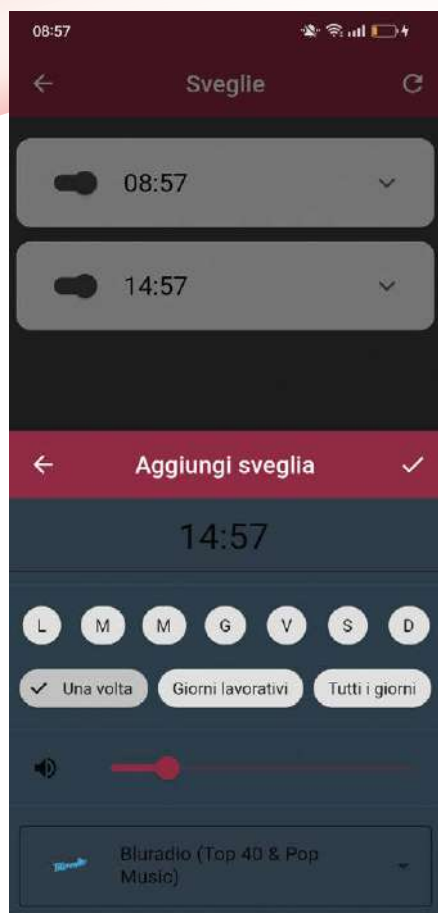 08:57
Sveglie
08:57
14:57
Aggiungi sveglia
14:57
L M M G V S D
Una volta Giorni lavorativi Tutti i giorni
Bluradio (Top 40 & Pop
Music)